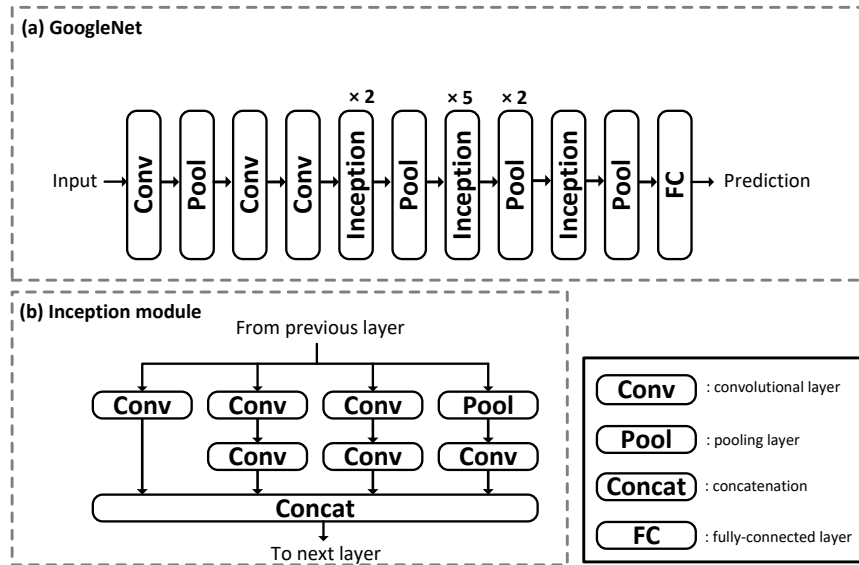 (a) GoogleNet
× 2
× 5
× 2
Input
Conv
Pool
Conv
Conv
Inception
Pool
Inception
Pool
Inception
Pool
FC
Prediction
(b) Inception module
From previous layer
Conv
Conv
Conv
Pool
Conv
Conv
Conv
Concat
To next layer
Conv : convolutional layer
Pool : pooling layer
Concat : concatenation
FC : fully-connected layer